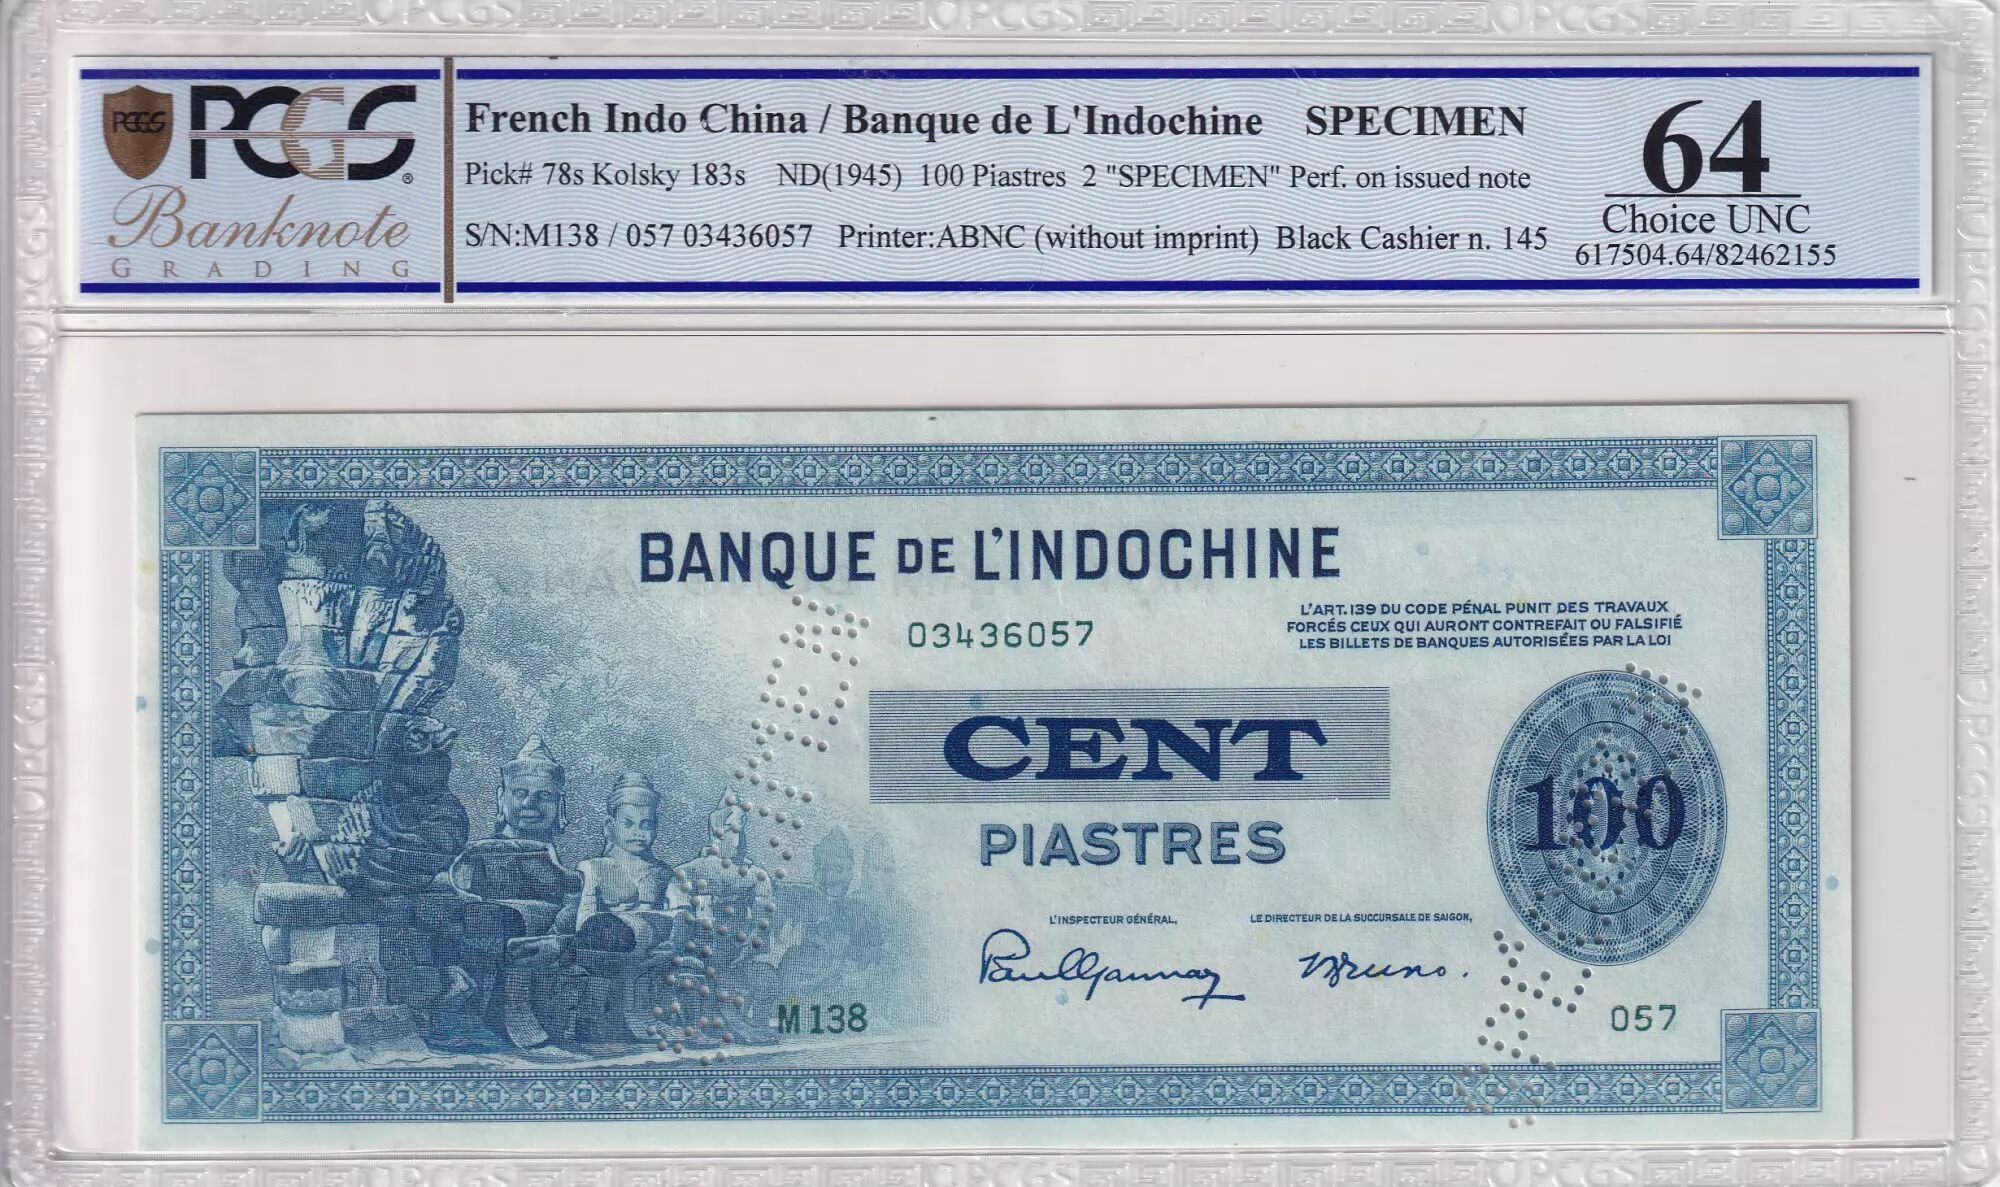 PCGS
PCGS®
Banknote
GRADING
French Indo China / Banque de L'Indochine SPECIMEN
Pick# 78s Kolsky 183s ND(1945) 100 Piastres 2 "SPECIMEN" Perf. on issued note
S/N:M138 / 057 03436057 Printer:ABNC (without imprint) Black Cashier n. 145
64
Choice UNC
617504.64/82462155
BANQUE DE L'INDOCHINE
03436057
L'ART.139 DU CODE PÉNAL PUNIT DES TRAVAUX
FORCÉS CEUX QUI AURONT CONTREFAIT OU FALSIFIÉ
LES BILLETS DE BANQUES AUTORISÉES PAR LA LOI
CENT
PIASTRES
100
L'INSPECTEUR GÉNÉRAL,
LE DIRECTEUR DE LA SUCCURSALE DE SAIGON,
M 138
057
SPECIMEN
SPECIMEN